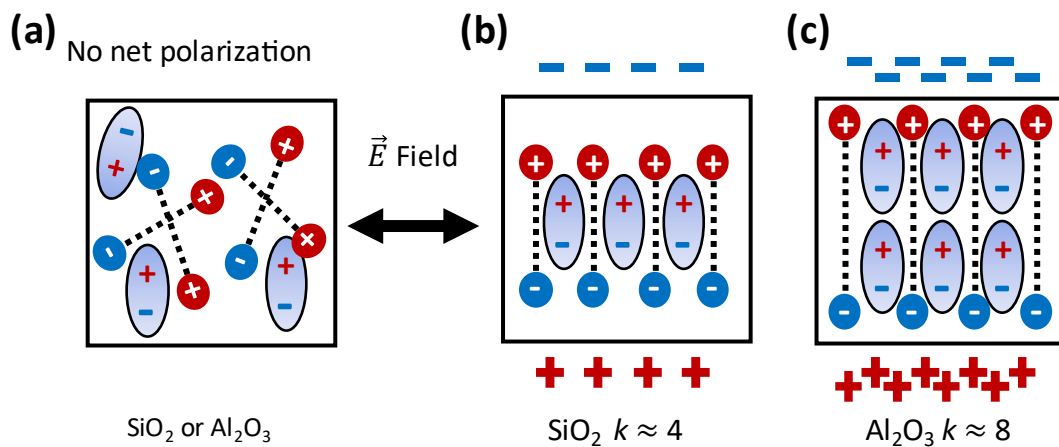 (a)
No net polarization
SiO₂ or Al₂O₃
E⃗ Field
(b)
SiO₂ k ≈ 4
(c)
Al₂O₃ k ≈ 8